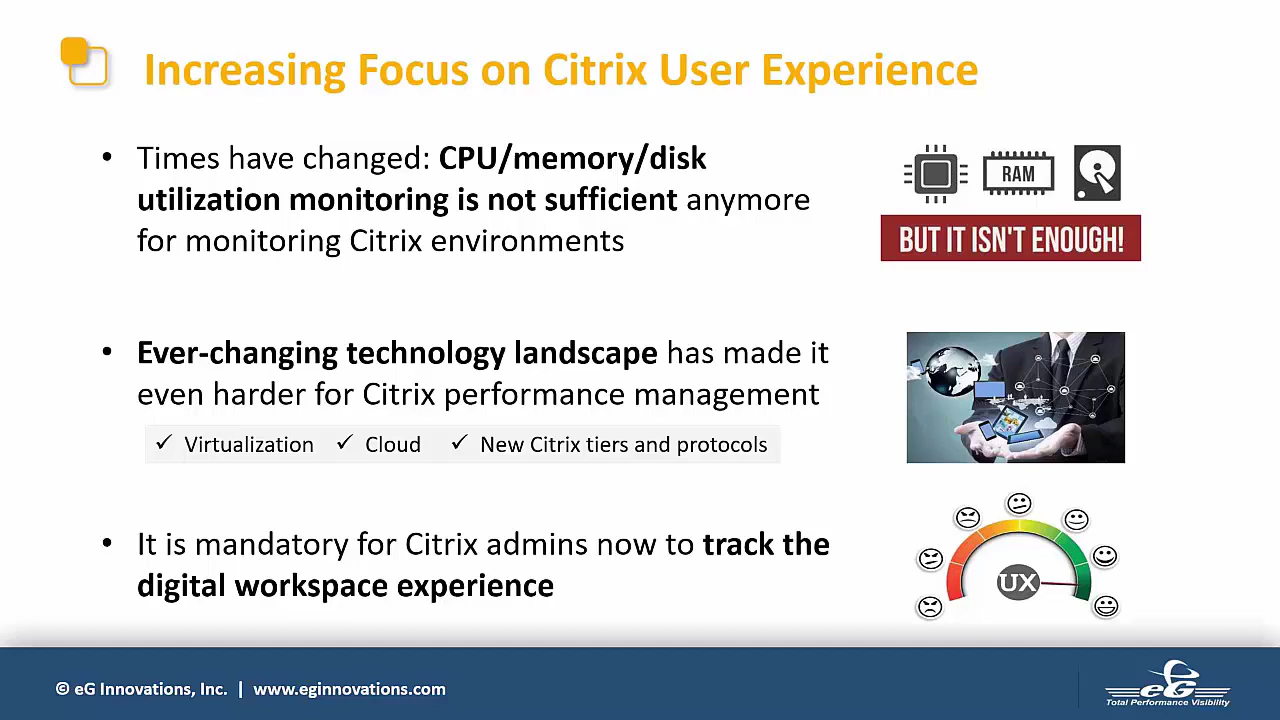 Increasing Focus on Citrix User Experience
• Times have changed: CPU/memory/disk
utilization monitoring is not sufficient anymore
for monitoring Citrix environments
RAM
BUT IT ISN'T ENOUGH!
• Ever-changing technology landscape has made it
even harder for Citrix performance management
✓ Virtualization ✓ Cloud ✓ New Citrix tiers and protocols
• It is mandatory for Citrix admins now to track the
digital workspace experience
UX
© eG Innovations, Inc. | www.eginnovations.com
eG
Total Performance Visibility